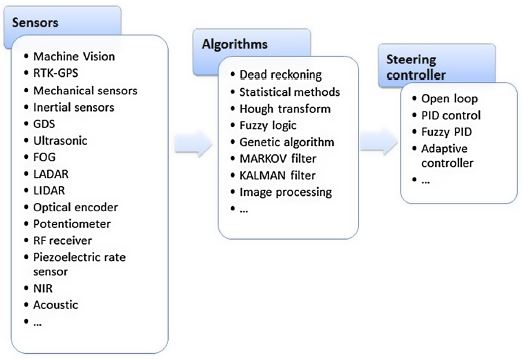 Sensors
• Machine Vision
• RTK-GPS
• Mechanical sensors
• Inertial sensors
• GDS
• Ultrasonic
• FOG
• LADAR
• LIDAR
• Optical encoder
• Potentiometer
• RF receiver
• Piezoelectric rate
sensor
• NIR
• Acoustic
• ...
Algorithms
• Dead reckoning
• Statistical methods
• Hough transform
• Fuzzy logic
• Genetic algorithm
• MARKOV filter
• KALMAN filter
• Image processing
• ...
Steering
controller
• Open loop
• PID control
• Fuzzy PID
• Adaptive
controller
• ...